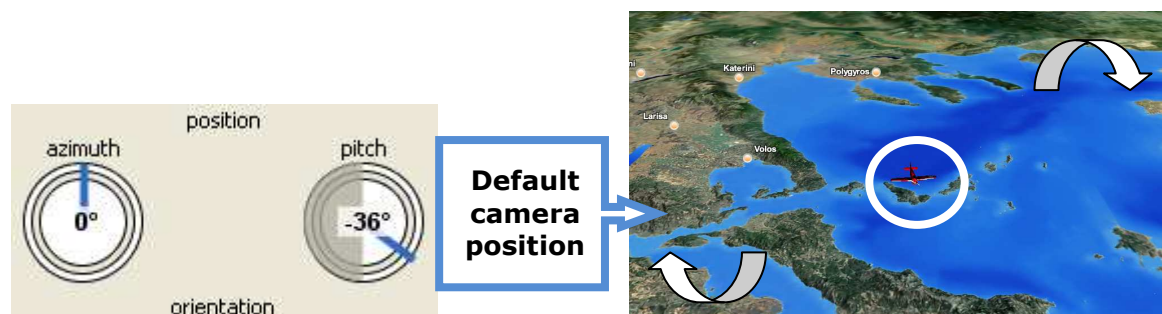 position
azimuth
pitch
0°
-36°
orientation
Default
camera
position
Katerini
Polygyros
Larisa
Volos